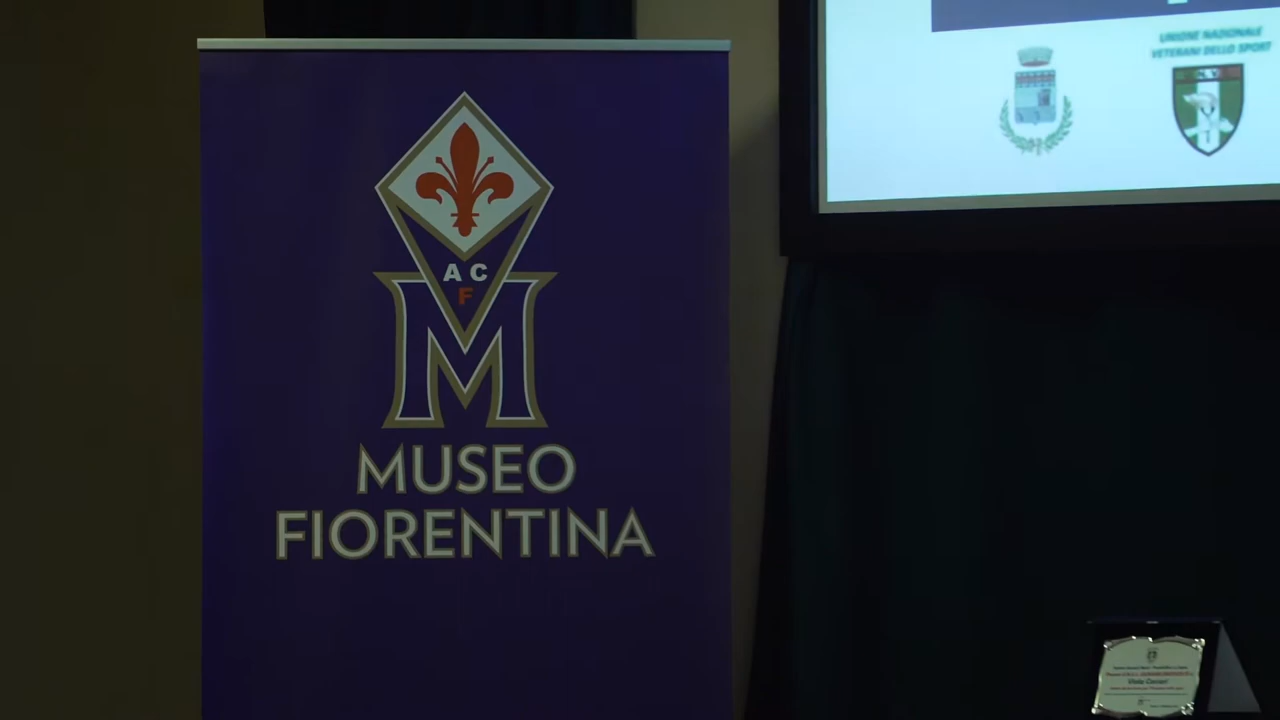 A C
F
M
MUSEO
FIORENTINA
UNIONE NAZIONALE
VETERANI DELLO SPORT